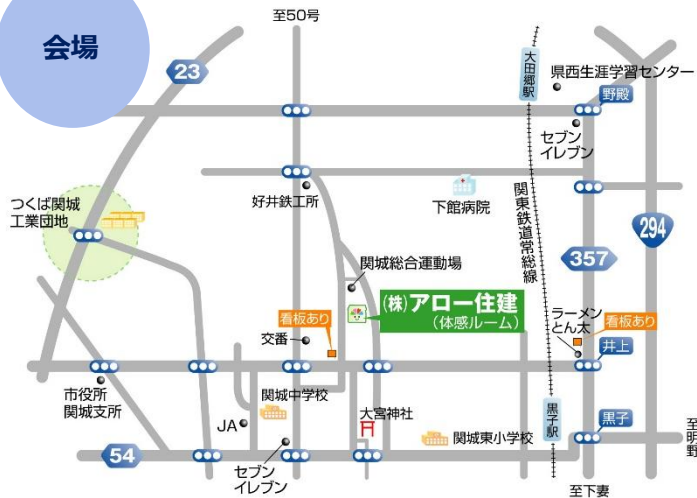 至50号
会場
23
大田郷駅
県西生涯学習センター
野殿
セブン
イレブン
つくば関城
工業団地
好井鉄工所
下館病院
関東鉄道常総線
294
357
関城総合運動場
(株)アロー住建
(体感ルーム)
看板あり
交番
ラーメン
とん太
看板あり
井上
市役所
関城支所
関城中学校
JA
大宮神社
黒子駅
黒子
至明野
関城東小学校
54
セブン
イレブン
至下妻